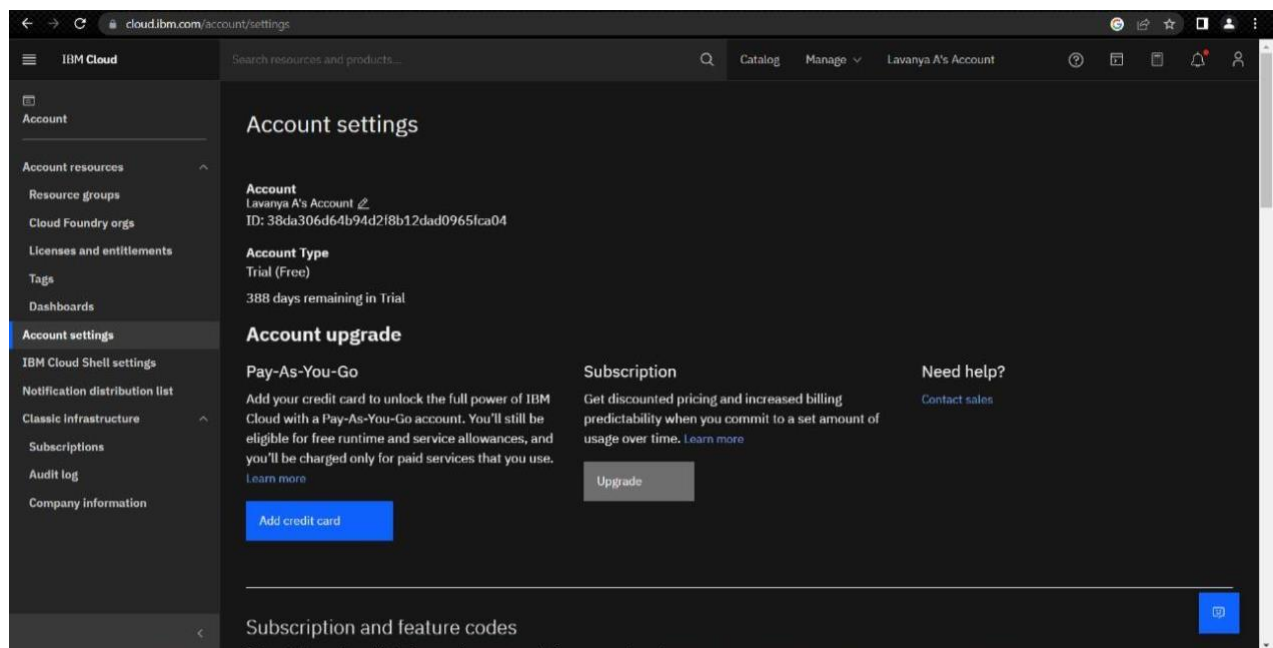 cloud.ibm.com/account/settings
IBM Cloud
Search resources and products...
Catalog
Manage
Lavanya A's Account
Account
Account resources
Resource groups
Cloud Foundry orgs
Licenses and entitlements
Tags
Dashboards
Account settings
IBM Cloud Shell settings
Notification distribution list
Classic infrastructure
Subscriptions
Audit log
Company information
Account settings
Account
Lavanya A's Account
ID: 38da306d64b94d2f8b12dad0965fca04
Account Type
Trial (Free)
388 days remaining in Trial
Account upgrade
Pay-As-You-Go
Add your credit card to unlock the full power of IBM
Cloud with a Pay-As-You-Go account. You'll still be
eligible for free runtime and service allowances, and
you'll be charged only for paid services that you use.
Learn more
Add credit card
Subscription
Get discounted pricing and increased billing
predictability when you commit to a set amount of
usage over time. Learn more
Upgrade
Need help?
Contact sales
Subscription and feature codes